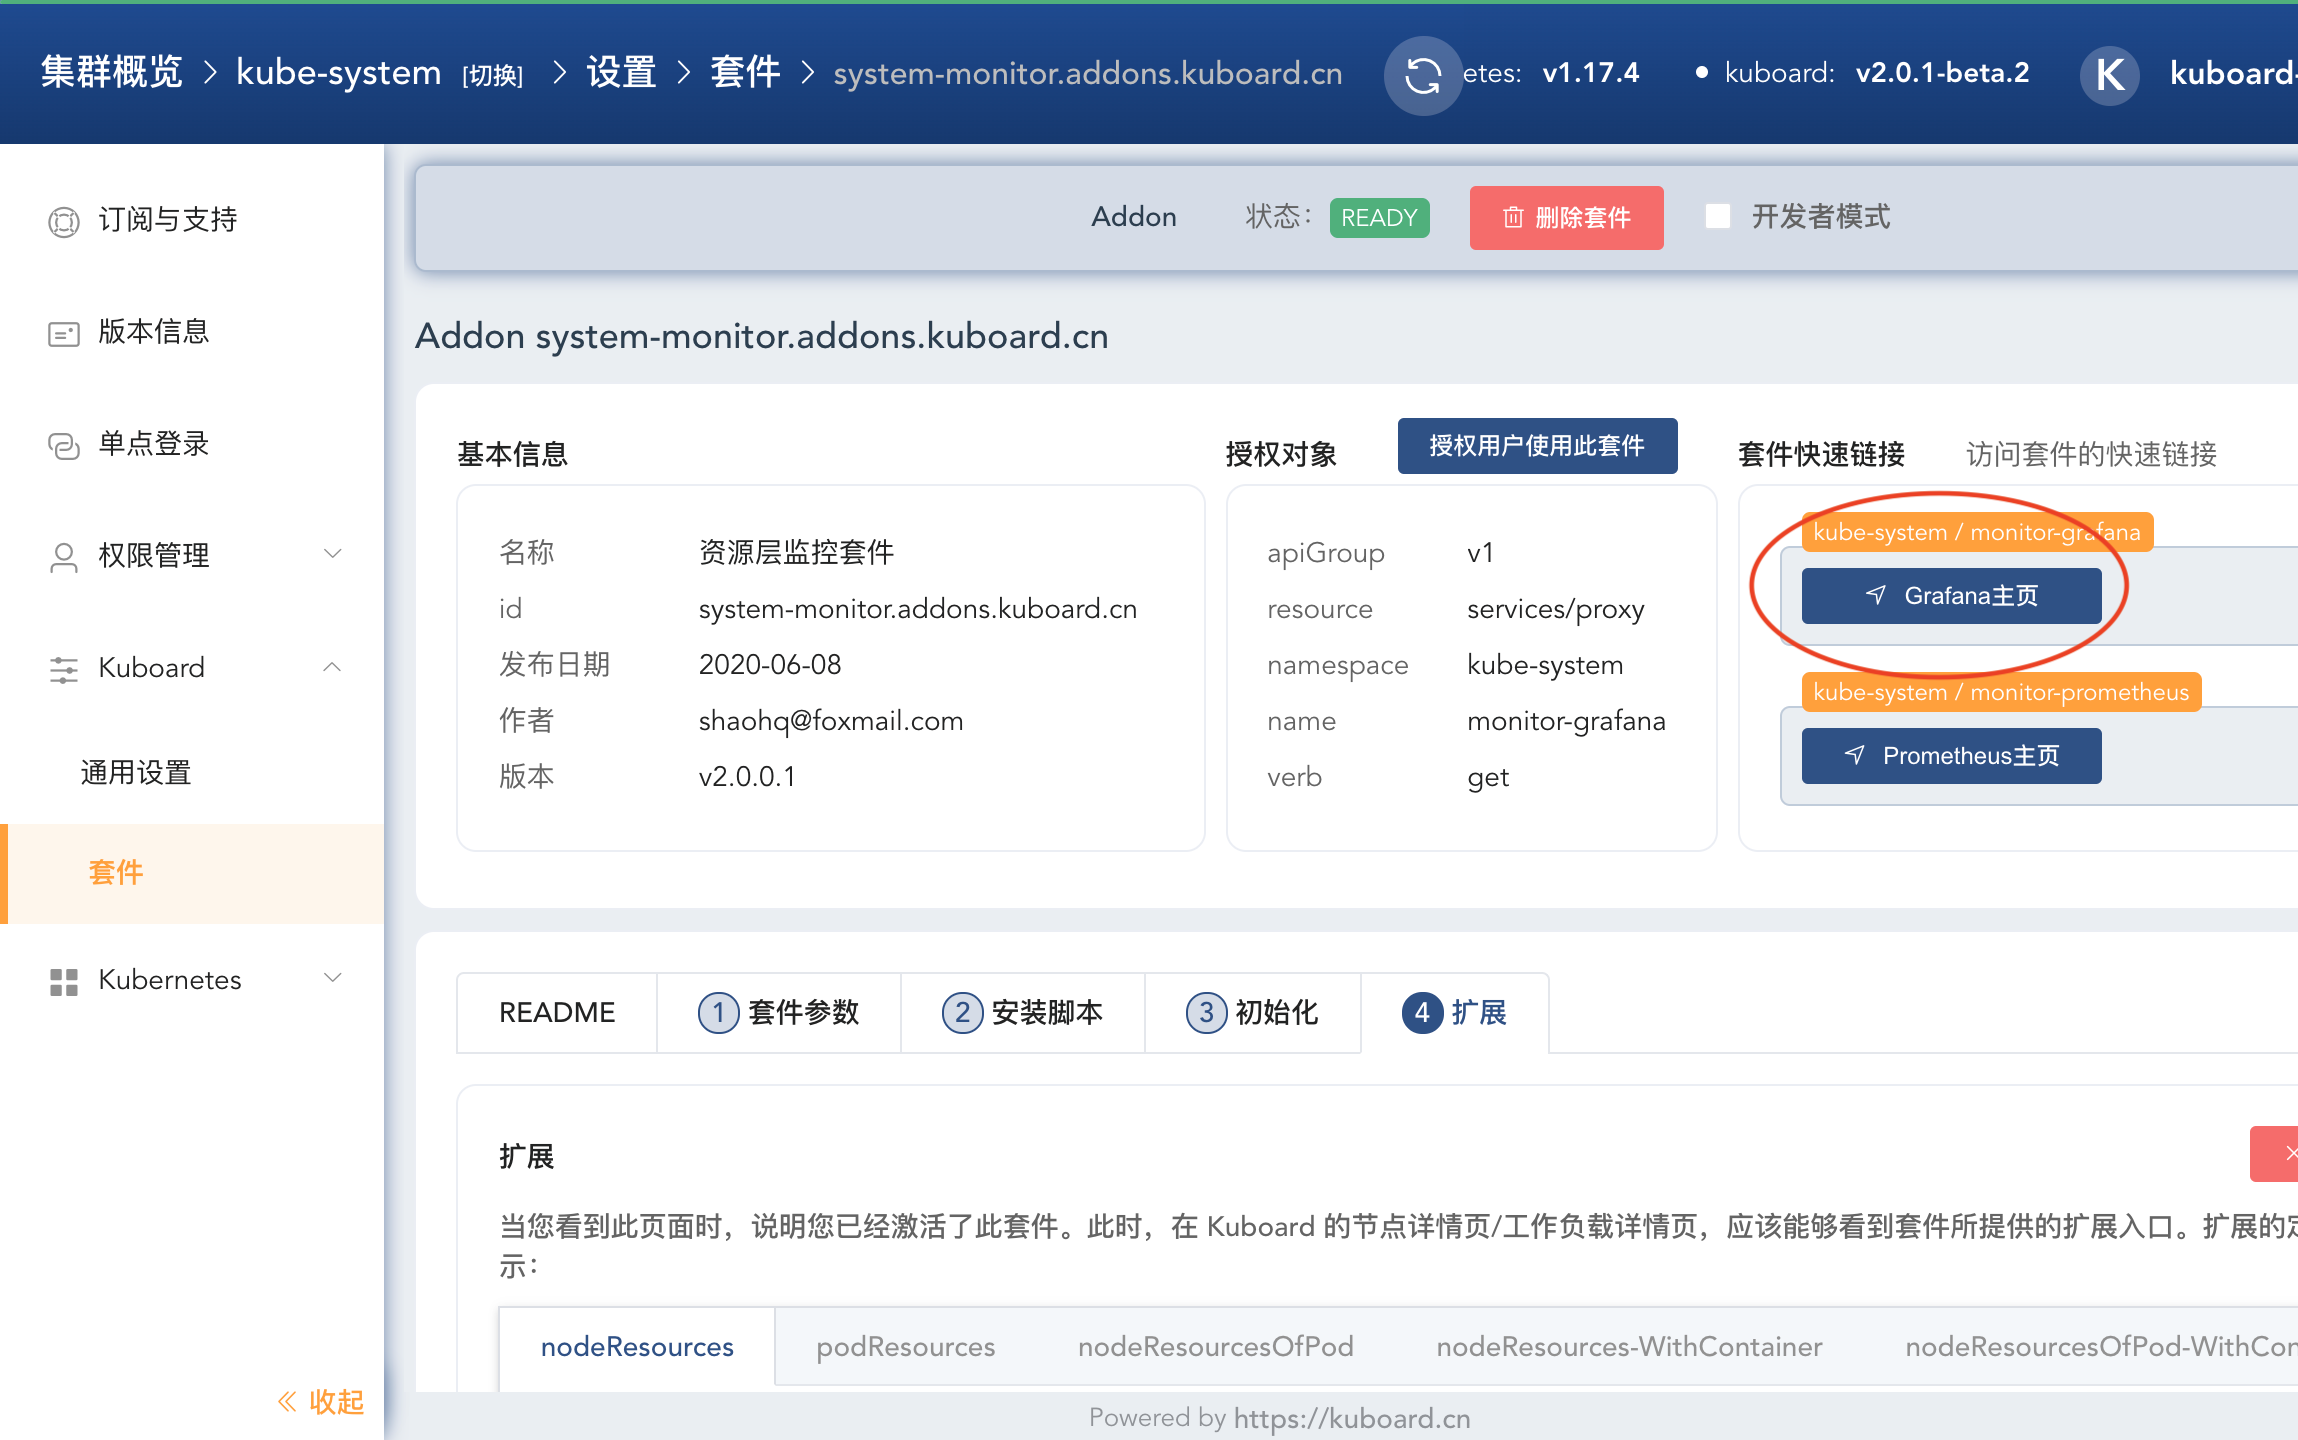 集群概览 > kube-system [切换] > 设置 > 套件 > system-monitor.addons.kuboard.cn etes: v1.17.4 • kuboard: v2.0.1-beta.2 K kuboard-
订阅与支持
版本信息
单点登录
权限管理
Kuboard
通用设置
套件
Kubernetes
« 收起
Addon 状态： READY 删除套件 开发者模式
Addon system-monitor.addons.kuboard.cn
基本信息
名称 资源层监控套件
id system-monitor.addons.kuboard.cn
发布日期 2020-06-08
作者 shaohq@foxmail.com
版本 v2.0.0.1
授权对象 授权用户使用此套件
apiGroup v1
resource services/proxy
namespace kube-system
name monitor-grafana
verb get
套件快速链接 访问套件的快速链接
kube-system / monitor-grafana
Grafana主页
kube-system / monitor-prometheus
Prometheus主页
README 1 套件参数 2 安装脚本 3 初始化 4 扩展
扩展
当您看到此页面时，说明您已经激活了此套件。此时，在 Kuboard 的节点详情页/工作负载详情页，应该能够看到套件所提供的扩展入口。扩展的定
示：
nodeResources podResources nodeResourcesOfPod nodeResources-WithContainer nodeResourcesOfPod-WithCon
Powered by https://kuboard.cn